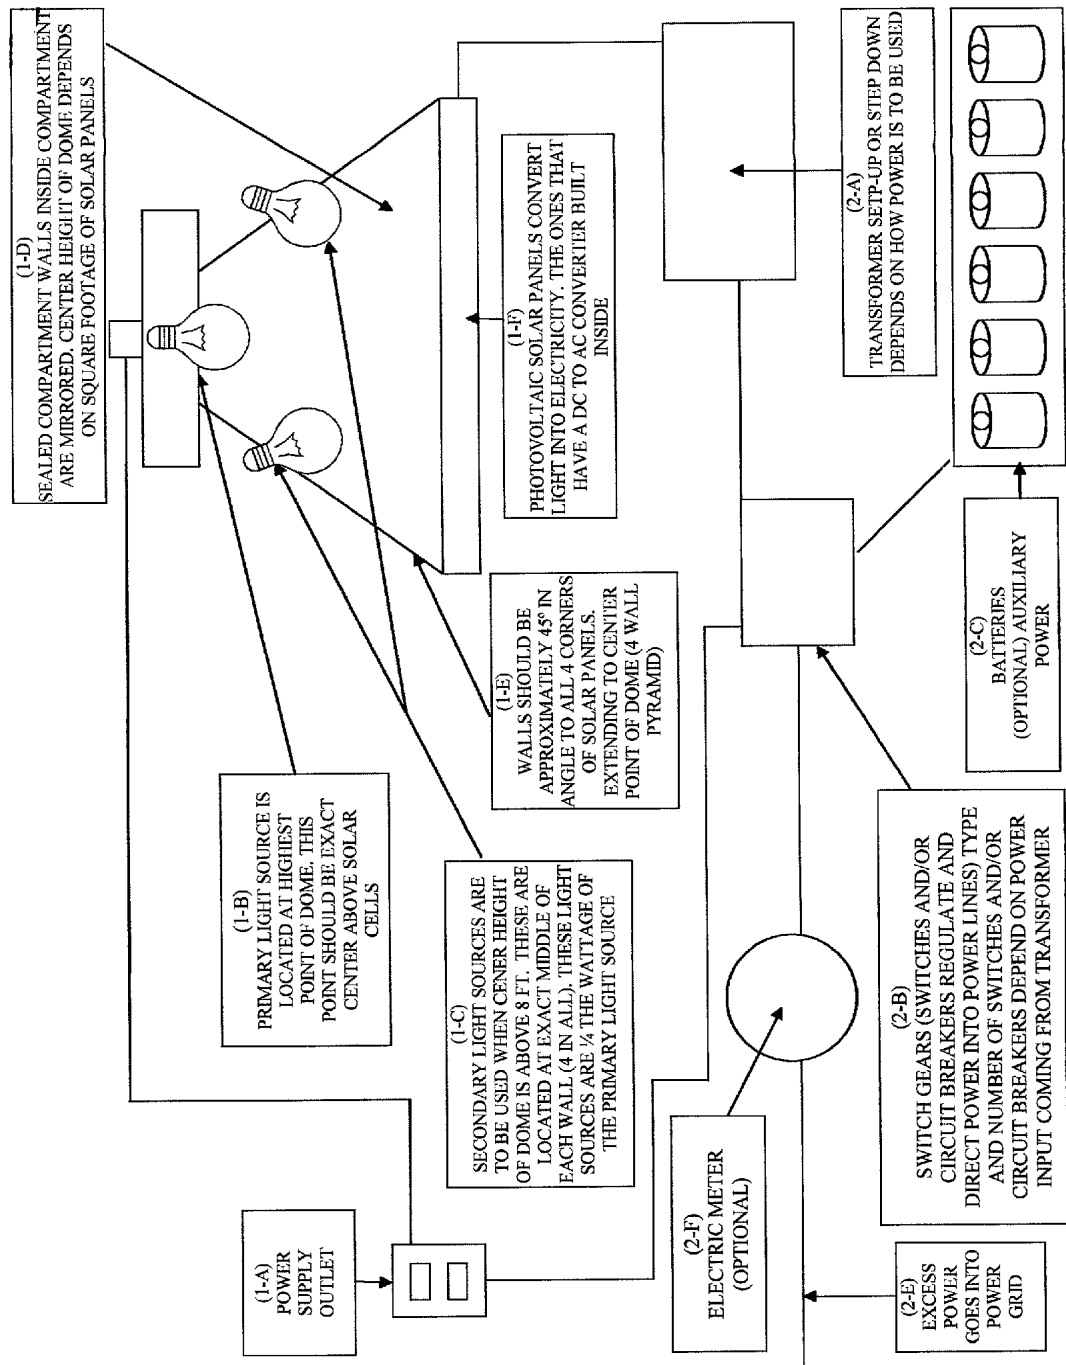 (1-D)
SEALED COMPARTMENT WALLS INSIDE COMPARTMENT
ARE MIRRORED. CENTER HEIGHT OF DOME DEPENDS
ON SQUARE FOOTAGE OF SOLAR PANELS
(1-B)
PRIMARY LIGHT SOURCE IS
LOCATED AT HIGHEST
POINT OF DOME. THIS
POINT SHOULD BE EXACT
CENTER ABOVE SOLAR
CELLS
(1-A)
POWER
SUPPLY
OUTLET
(1-C)
SECONDARY LIGHT SOURCES ARE
TO BE USED WHEN CENER HEIGHT
OF DOME IS ABOVE 8 FT. THESE ARE
LOCATED AT EXACT MIDDLE OF
EACH WALL (4 IN ALL). THESE LIGHT
SOURCES ARE ¼ THE WATTAGE OF
THE PRIMARY LIGHT SOURCE
(1-E)
WALLS SHOULD BE
APPROXIMATELY 45° IN
ANGLE TO ALL 4 CORNERS
OF SOLAR PANELS.
EXTENDING TO CENTER
POINT OF DOME (4 WALL
PYRAMID)
(1-F)
PHOTOVOLTAIC SOLAR PANELS CONVERT
LIGHT INTO ELECTRICITY. THE ONES THAT
HAVE A DC TO AC CONVERTER BUILT
INSIDE
(2-F)
ELECTRIC METER
(OPTIONAL)
(2-A)
TRANSFORMER SETP-UP OR STEP DOWN
DEPENDS ON HOW POWER IS TO BE USED
(2-E)
EXCESS
POWER
GOES INTO
POWER
GRID
(2-B)
SWITCH GEARS (SWITCHES AND/OR
CIRCUIT BREAKERS REGULATE AND
DIRECT POWER INTO POWER LINES) TYPE
AND NUMBER OF SWITCHES AND/OR
CIRCUIT BREAKERS DEPEND ON POWER
INPUT COMING FROM TRANSFORMER
(2-C)
BATTERIES
(OPTIONAL) AUXILIARY
POWER